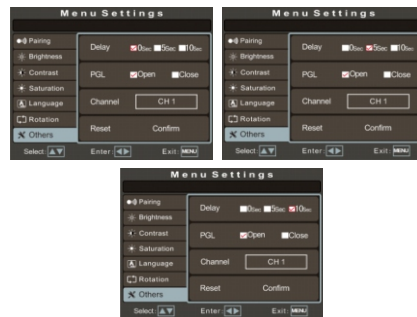 Menu Settings
Pairing
Brightness
Contrast
Saturation
Language
Rotation
Others
Delay 0Sec 5Sec 10Sec
PGL Open Close
Channel CH 1
Reset Confirm
Select: Enter: Exit: MENU
Menu Settings
Pairing
Brightness
Contrast
Saturation
Language
Rotation
Others
Delay 0Sec 5Sec 10Sec
PGL Open Close
Channel CH 1
Reset Confirm
Select: Enter: Exit: MENU
Menu Settings
Pairing
Brightness
Contrast
Saturation
Language
Rotation
Others
Delay 0Sec 5Sec 10Sec
PGL Open Close
Channel CH 1
Reset Confirm
Select: Enter: Exit: MENU